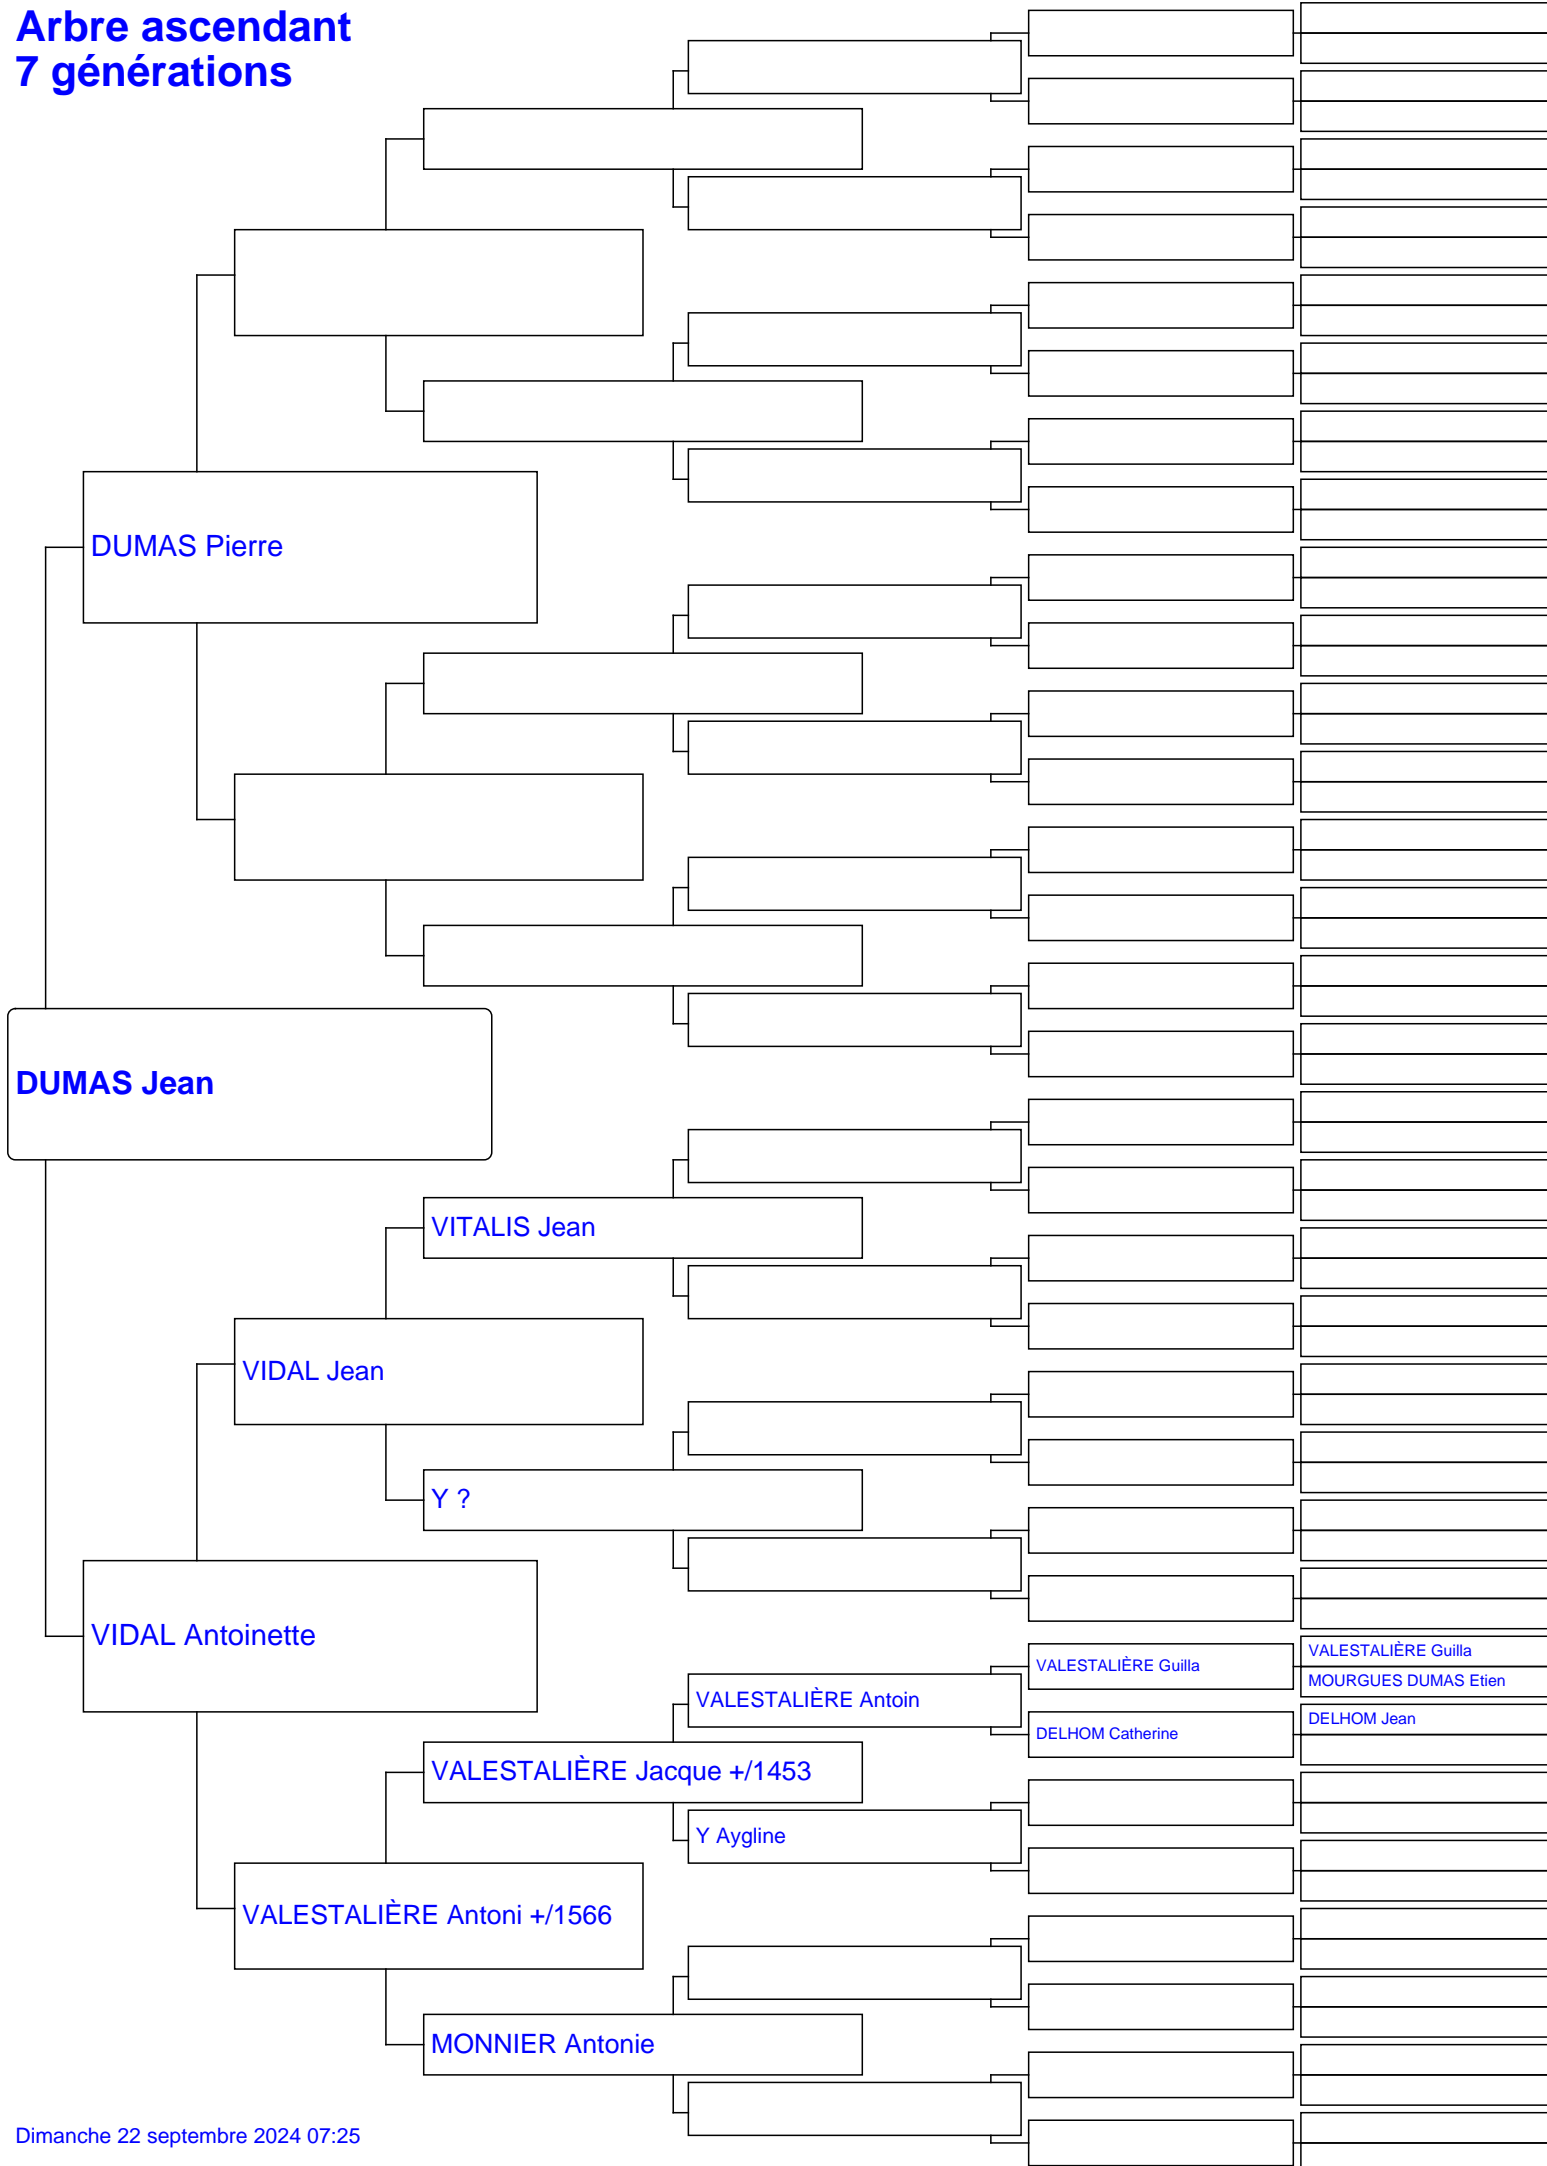 Arbre ascendant
7 générations
DUMAS Pierre
DUMAS Jean
VITALIS Jean
VIDAL Jean
Y ?
VIDAL Antoinette
VALESTALIÈRE Guilla
VALESTALIÈRE Guilla
MOURGUES DUMAS Etien
VALESTALIÈRE Antoin
DELHOM Catherine
DELHOM Jean
VALESTALIÈRE Jacque +/1453
Y Aygline
VALESTALIÈRE Antoni +/1566
MONNIER Antonie
Dimanche 22 septembre 2024 07:25